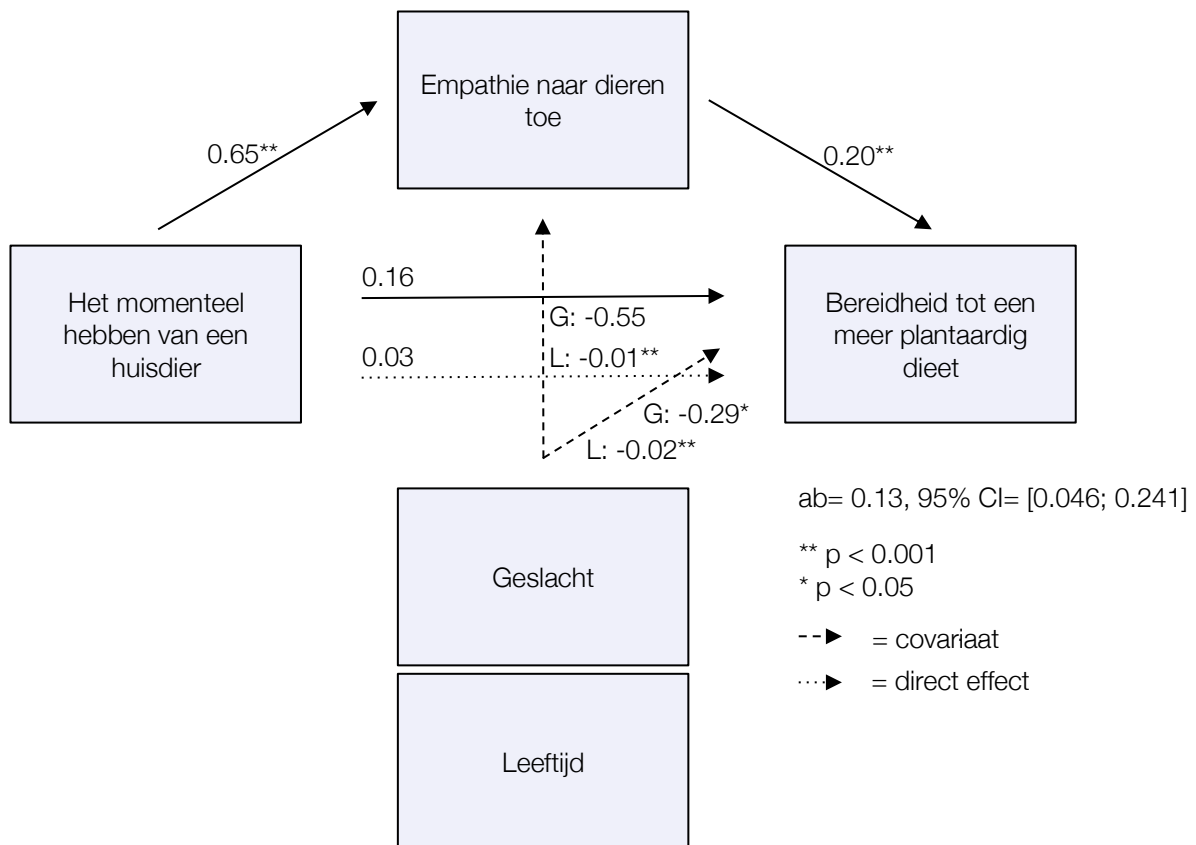 Empathie naar dieren
toe
0.65**
0.20**
Het momenteel
hebben van een
huisdier
0.16
G: -0.55
0.03
L: -0.01**
Bereidheid tot een
meer plantaardig
dieet
G: -0.29*
L: -0.02**
ab= 0.13, 95% CI= [0.046; 0.241]
** p < 0.001
* p < 0.05
= covariaat
= direct effect
Geslacht
Leeftijd